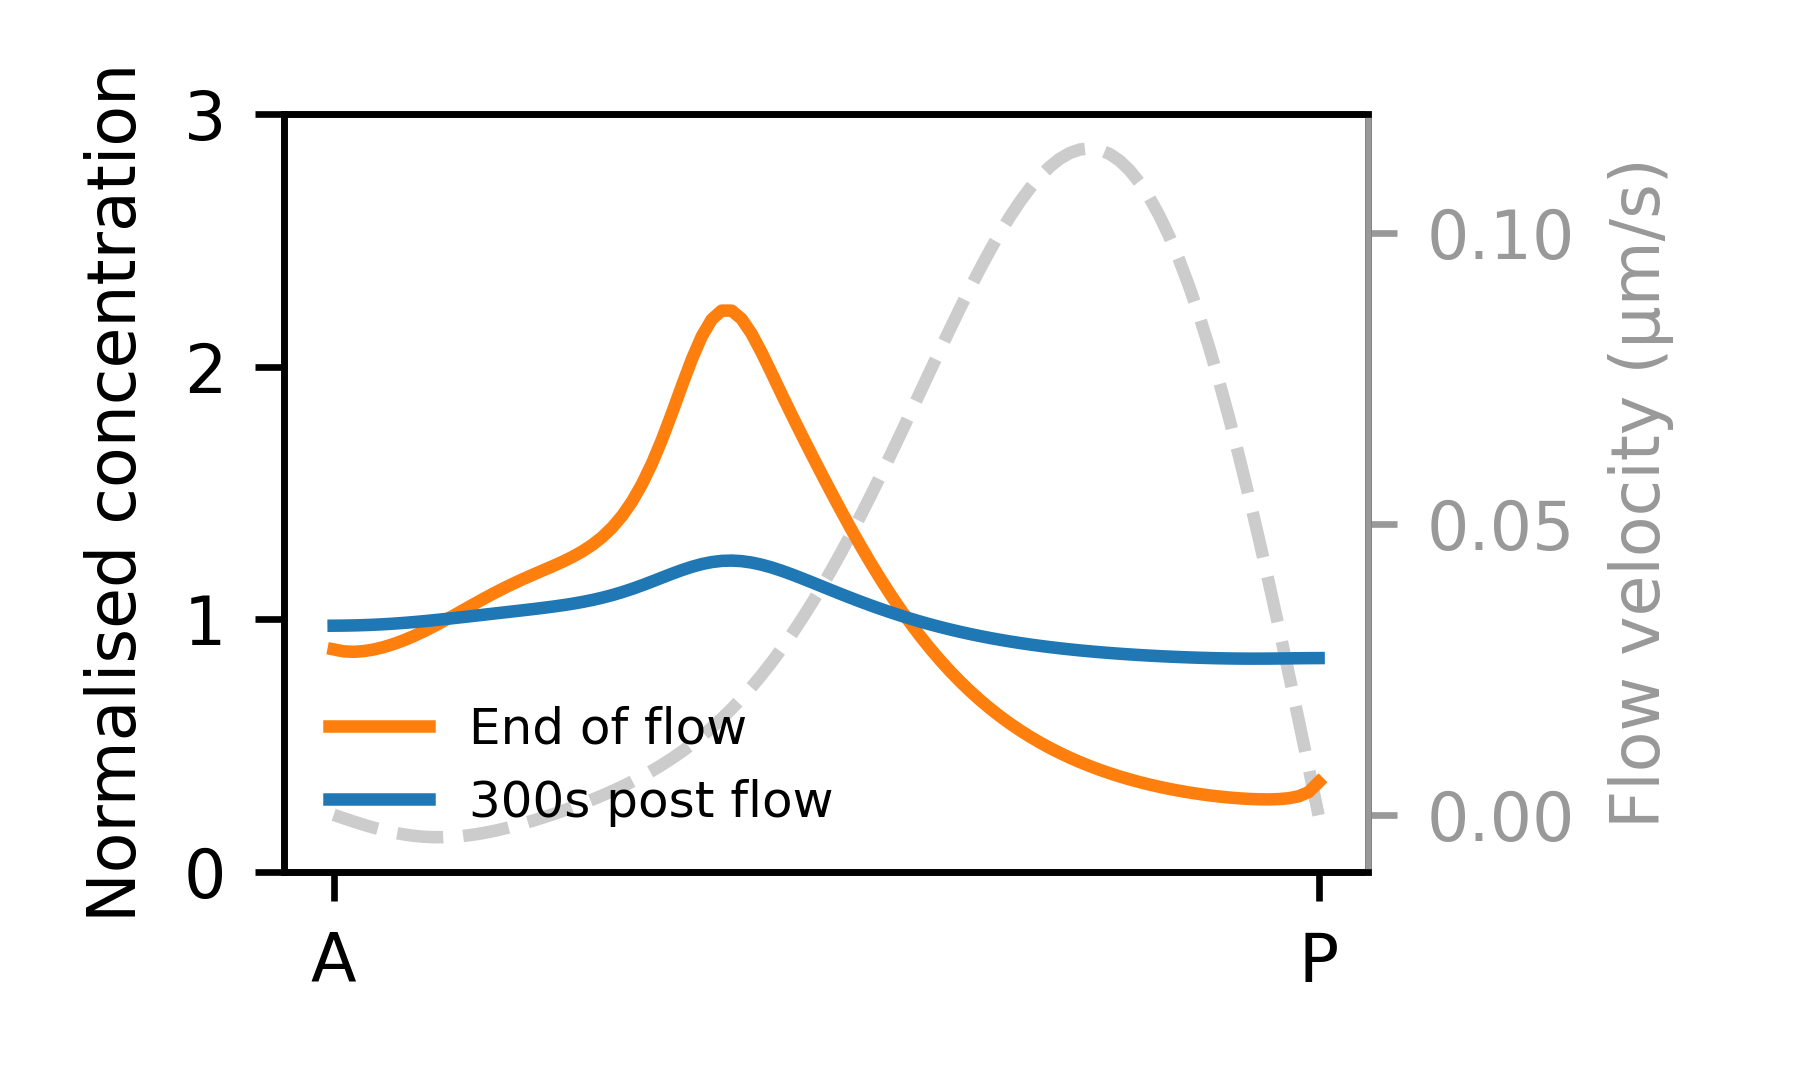 Normalised concentration
3
2
1
0
A
P
End of flow
300s post flow
0.10
0.05
0.00
Flow velocity (μm/s)